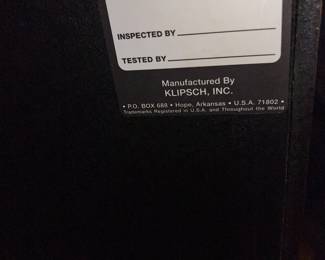 INSPECTED BY
TESTED BY
Manufactured By
KLIPSCH, INC.
• P.O. BOX 688 • Hope, Arkansas • U.S.A. 71802 •
Trademarks Registered in U.S.A. and Throughout the World